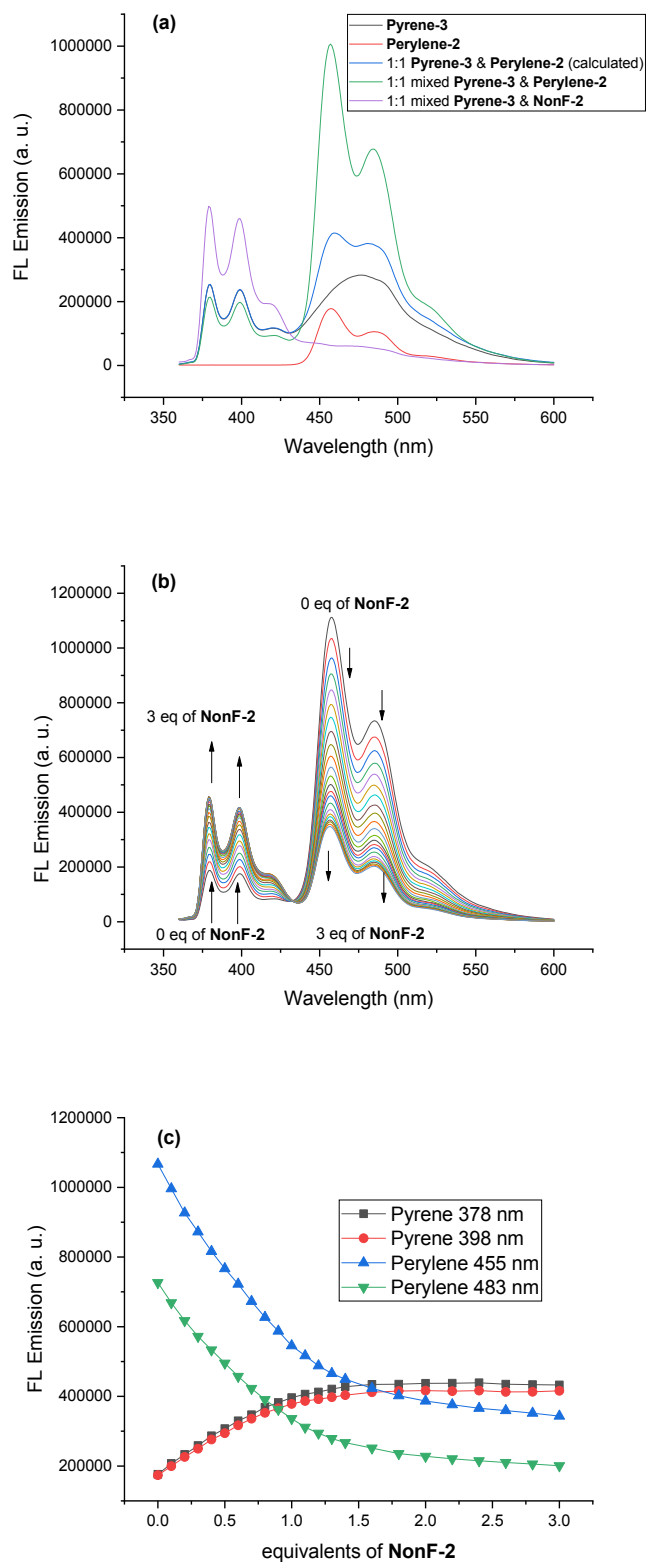 (a)
Pyrene-3
Perylene-2
1:1 Pyrene-3 & Perylene-2 (calculated)
1:1 mixed Pyrene-3 & Perylene-2
1:1 mixed Pyrene-3 & NonF-2
1000000
800000
600000
400000
200000
0
FL Emission (a. u.)
350 400 450 500 550 600
Wavelength (nm)
(b)
0 eq of NonF-2
3 eq of NonF-2
1200000
1000000
800000
600000
400000
200000
0
FL Emission (a. u.)
0 eq of NonF-2
3 eq of NonF-2
350 400 450 500 550 600
Wavelength (nm)
(c)
Pyrene 378 nm
Pyrene 398 nm
Perylene 455 nm
Perylene 483 nm
1200000
1000000
800000
600000
400000
200000
FL Emission (a. u.)
0.0 0.5 1.0 1.5 2.0 2.5 3.0
equivalents of NonF-2